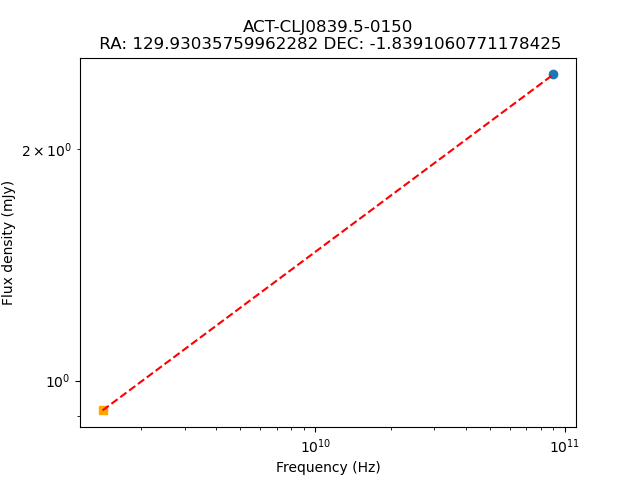 ACT-CLJ0839.5-0150
RA: 129.93035759962282 DEC: -1.8391060771178425
Flux density (mJy)
2 × 10⁰
10⁰
10¹⁰
10¹¹
Frequency (Hz)